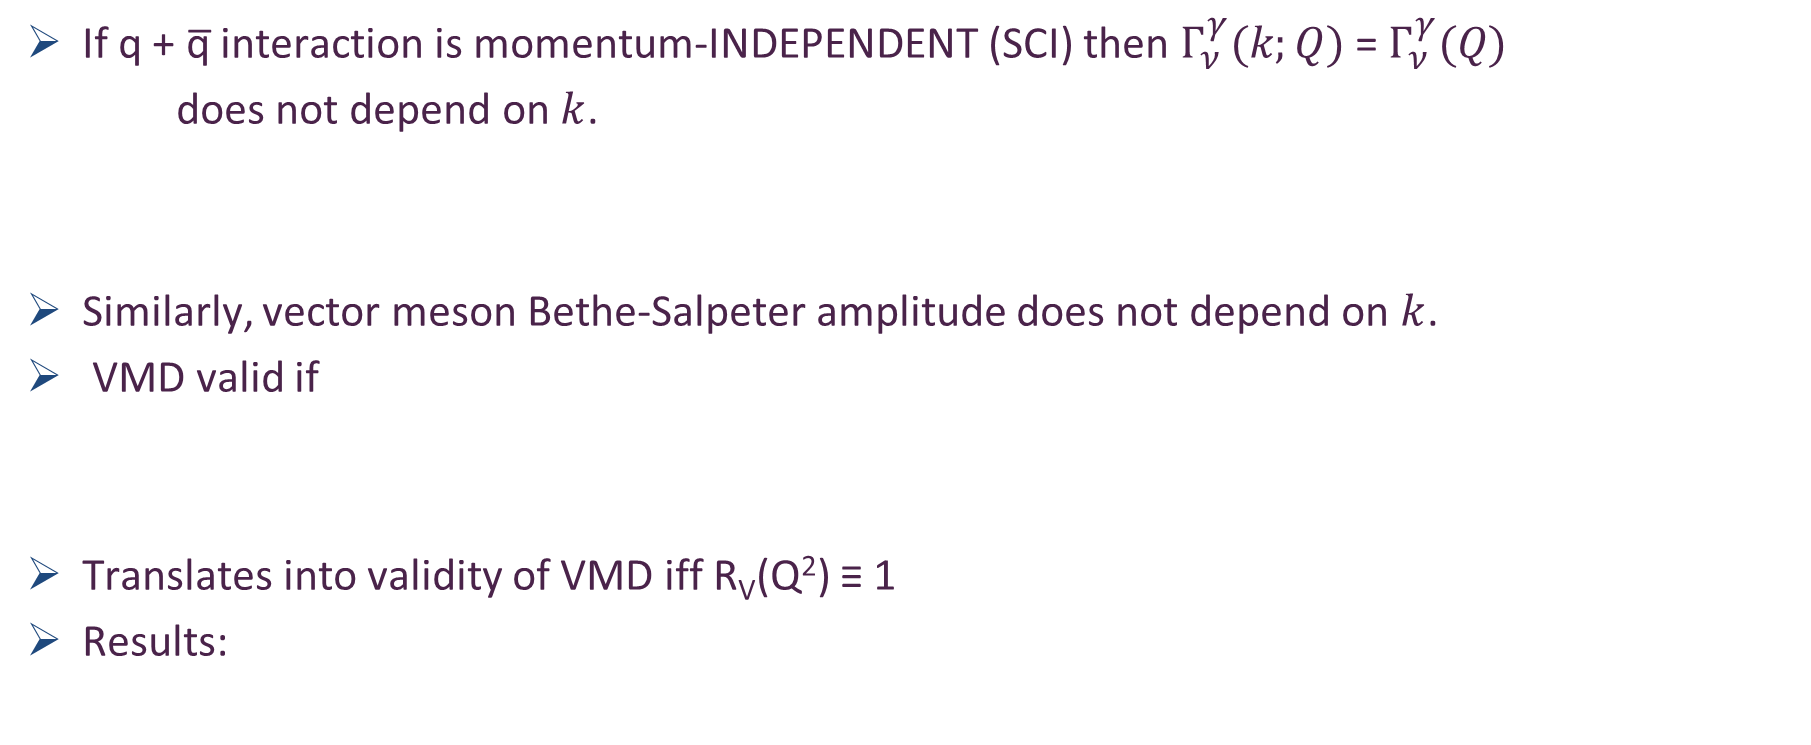 ➢ If q + q̅ interaction is momentum-INDEPENDENT (SCI) then Γ_ν^γ(k; Q) = Γ_ν^γ(Q)
does not depend on k.
➢ Similarly, vector meson Bethe-Salpeter amplitude does not depend on k.
➢ VMD valid if
➢ Translates into validity of VMD iff R_V(Q²) ≡ 1
➢ Results: